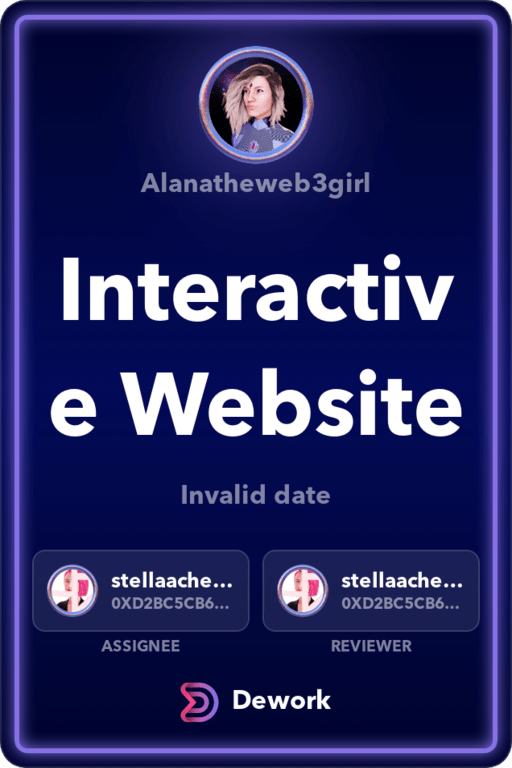 Alanatheweb3girl
Interactiv
e Website
Invalid date
stellaache... stellaache...
0XD2BC5CB6... 0XD2BC5CB6...
ASSIGNEE REVIEWER
Dework